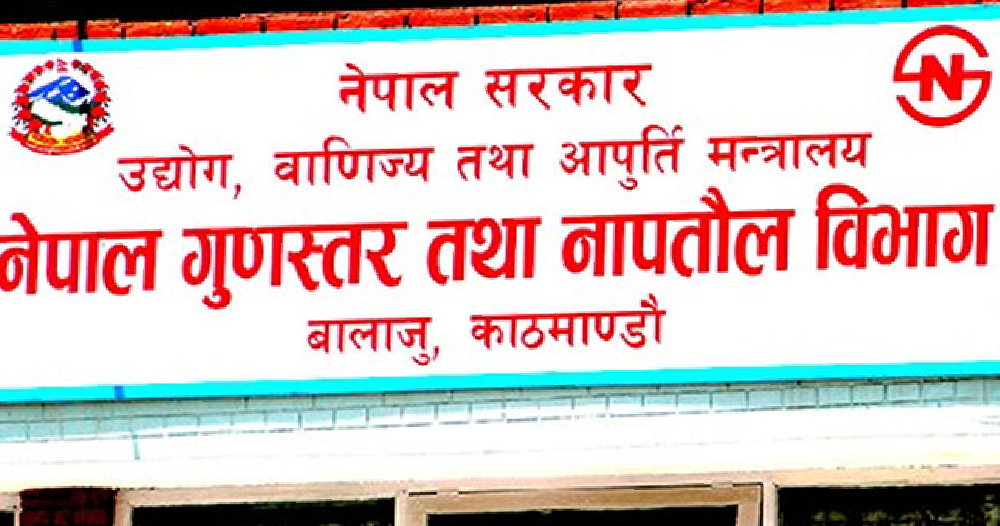 नेपाल सरकार
उद्योग, वाणिज्य तथा आपुर्ति मन्त्रालय
नेपाल गुणस्तर तथा नापतौल विभाग
बालाजु, काठमाण्डौ